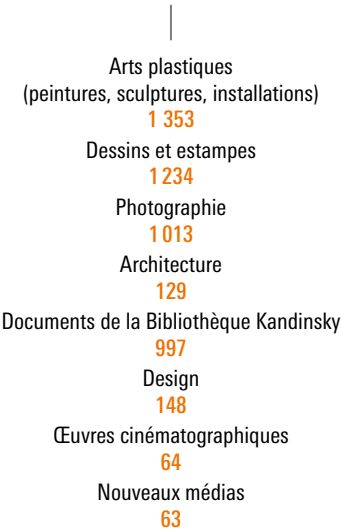 Arts plastiques
(peintures, sculptures, installations)
1 353
Dessins et estampes
1 234
Photographie
1 013
Architecture
129
Documents de la Bibliothèque Kandinsky
997
Design
148
Œuvres cinématographiques
64
Nouveaux médias
63